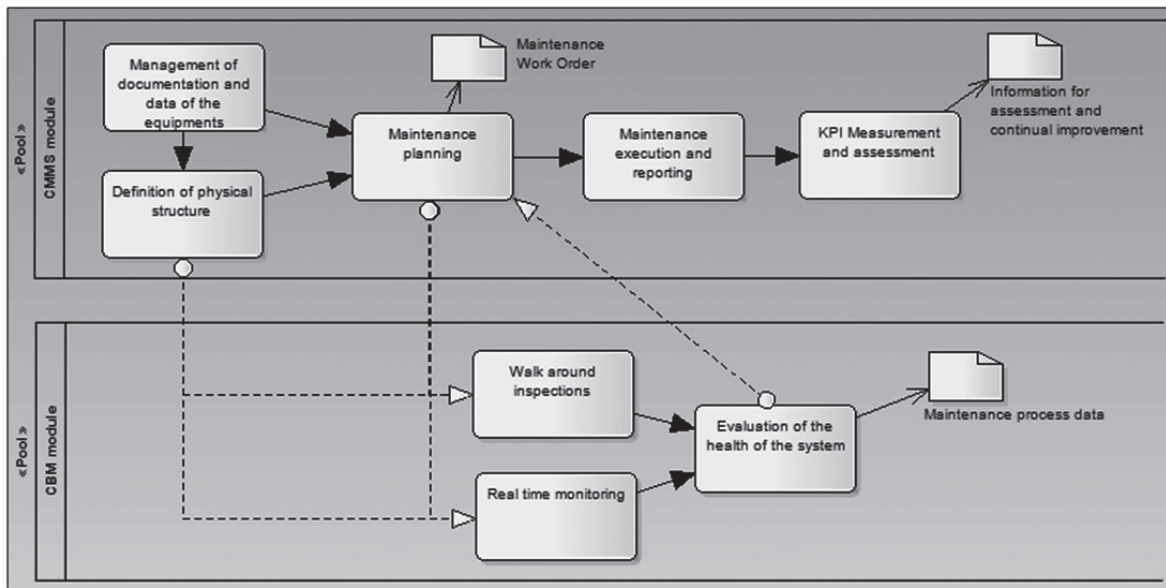 «Pool»
CMMS module
Management of
documentation and
data of the
equipments
Definition of physical
structure
Maintenance
planning
Maintenance
Work Order
Maintenance
execution and
reporting
KPI Measurement
and assessment
Information for
assessment and
continual improvement
«Pool»
CBM module
Walk around
inspections
Real time monitoring
Evaluation of the
health of the system
Maintenance process data